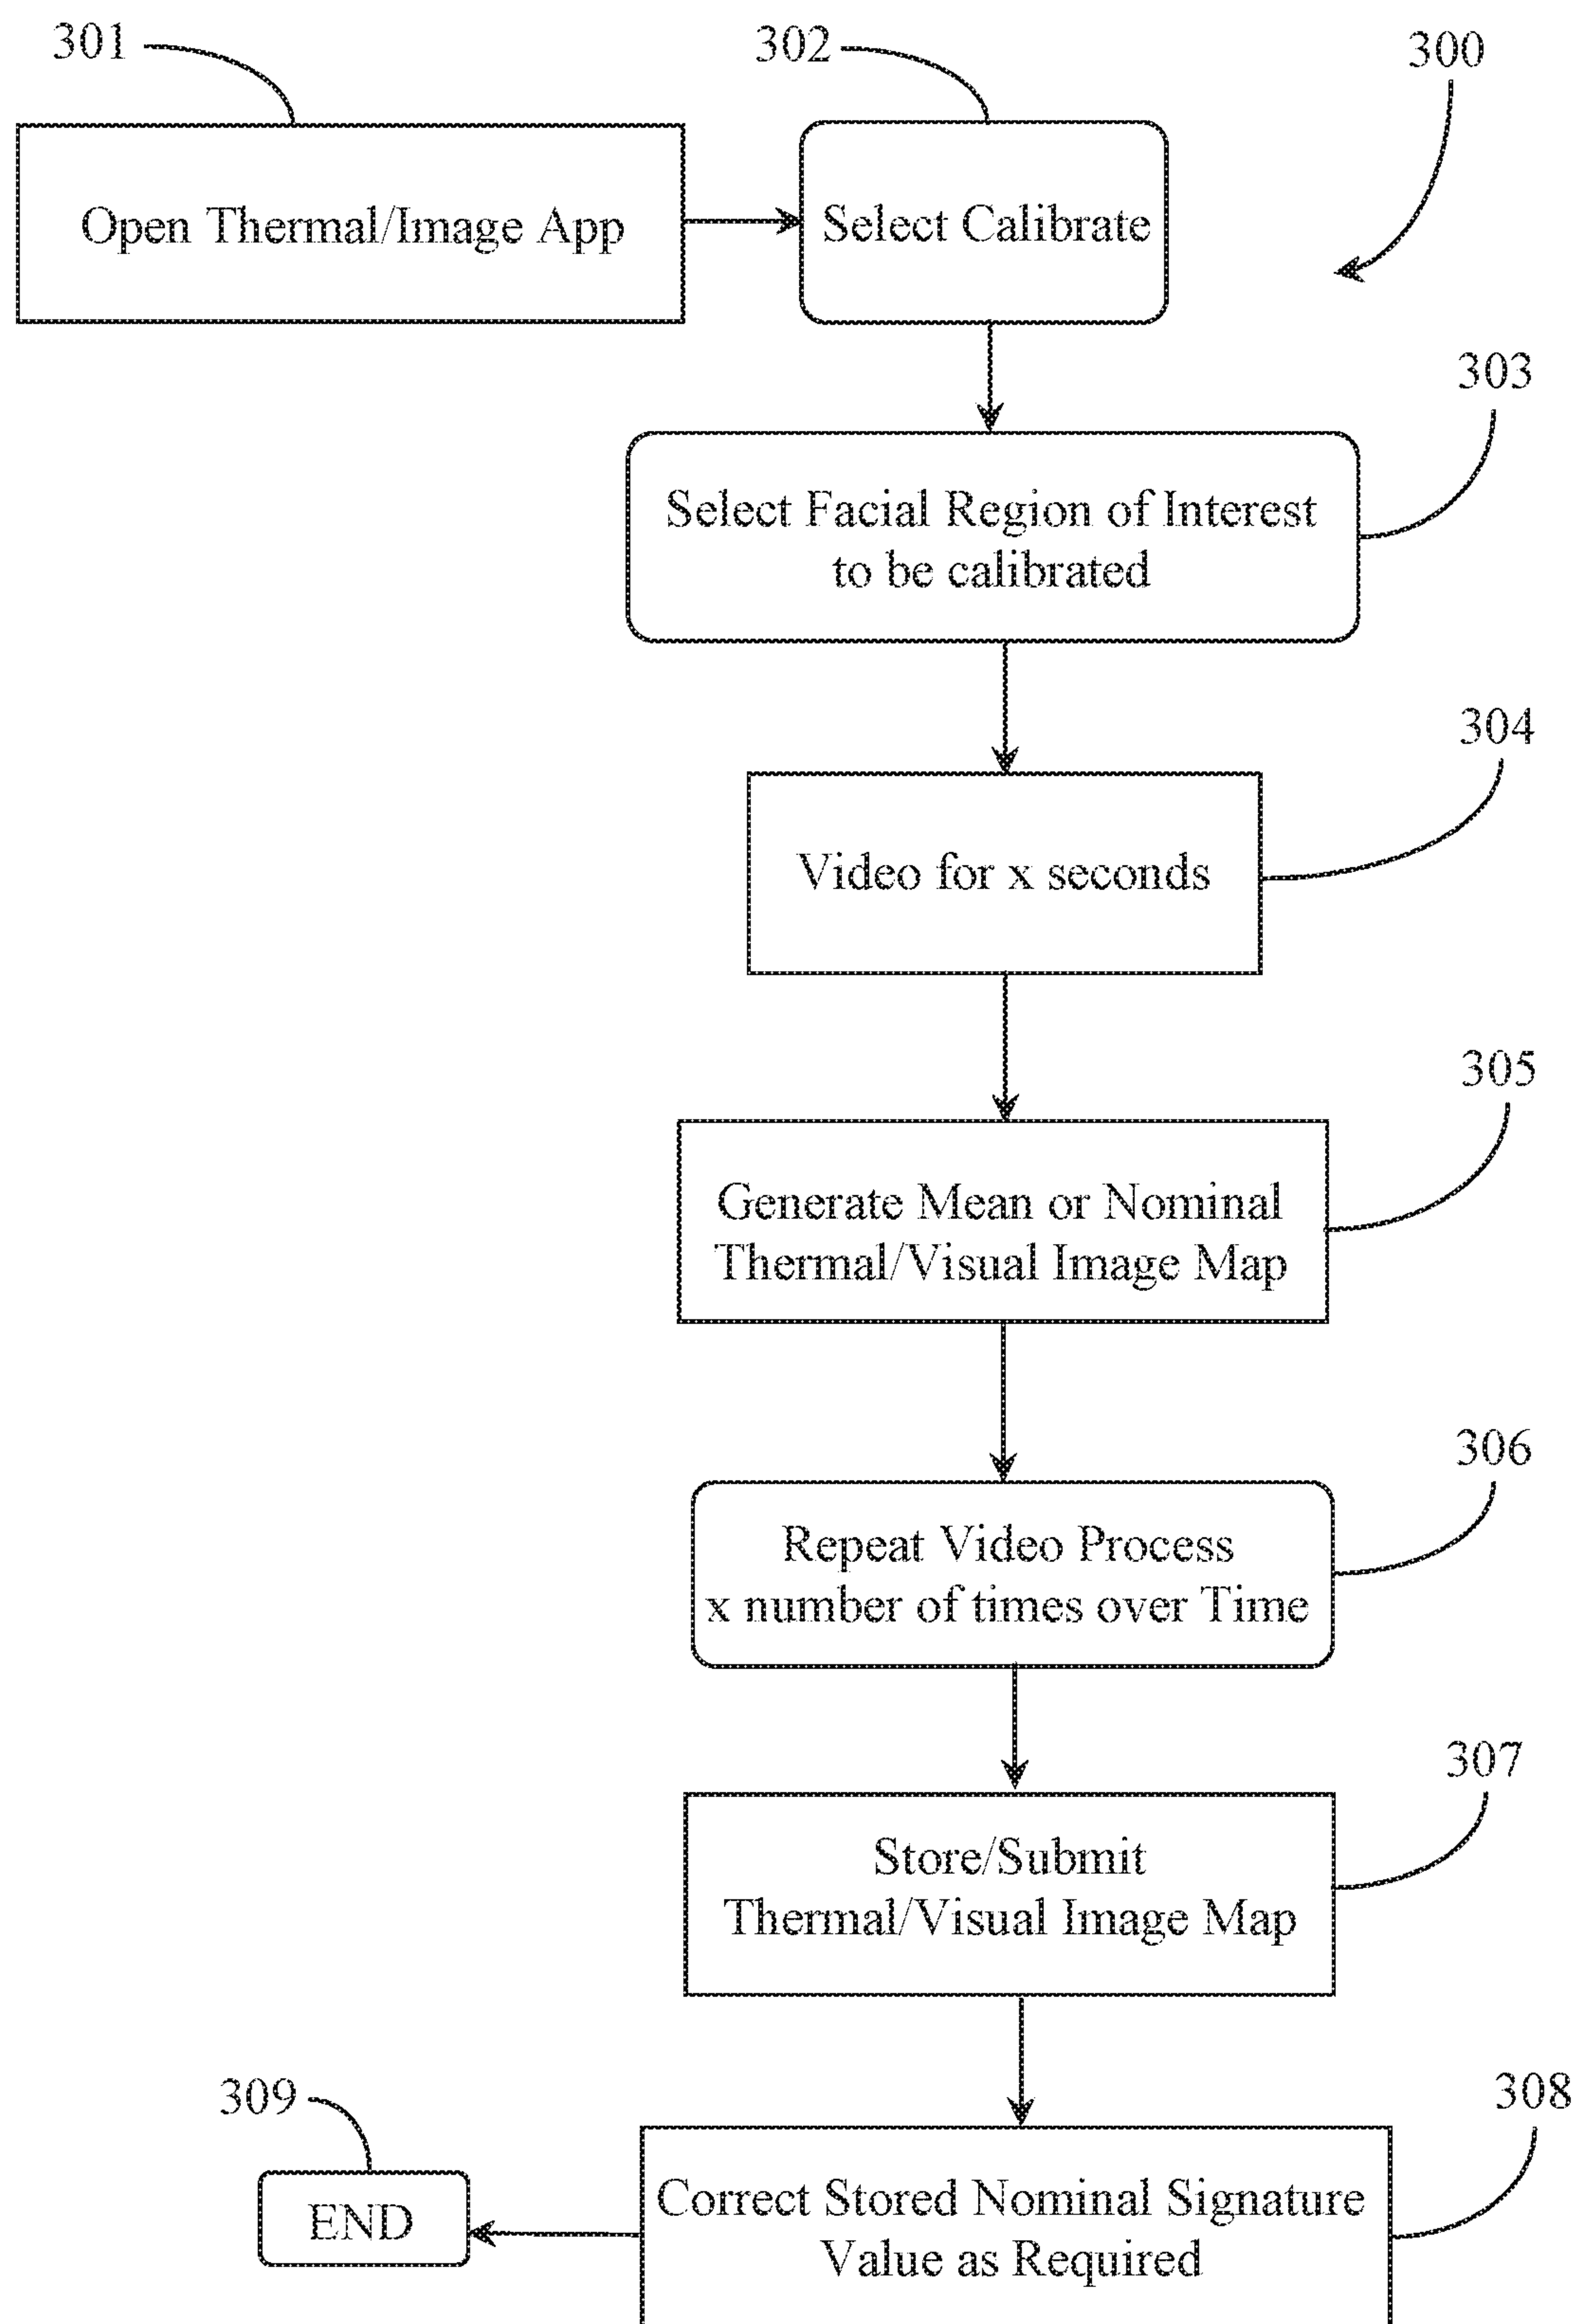 301
302
300
Open Thermal/Image App
Select Calibrate
303
Select Facial Region of Interest
to be calibrated
304
Video for x seconds
305
Generate Mean or Nominal
Thermal/Visual Image Map
306
Repeat Video Process
x number of times over Time
307
Store/Submit
Thermal/Visual Image Map
309
308
END
Correct Stored Nominal Signature
Value as Required